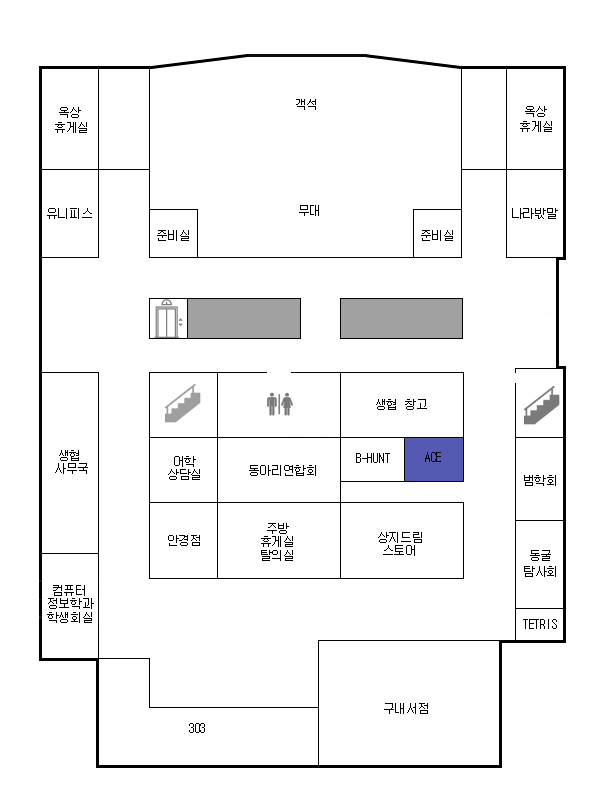 객석
옥상
휴게실
옥상
휴게실
유니피스
무대
나라밧말
준비실
준비실
생협 창고
생협
사무국
어학
상담실
동아리연합회
B-HUNT
ACE
범학회
안경점
주방
휴게실
탈의실
상지드림
스토어
동굴
탐사회
컴퓨터
정보학과
학생회실
TETRIS
구내서점
303